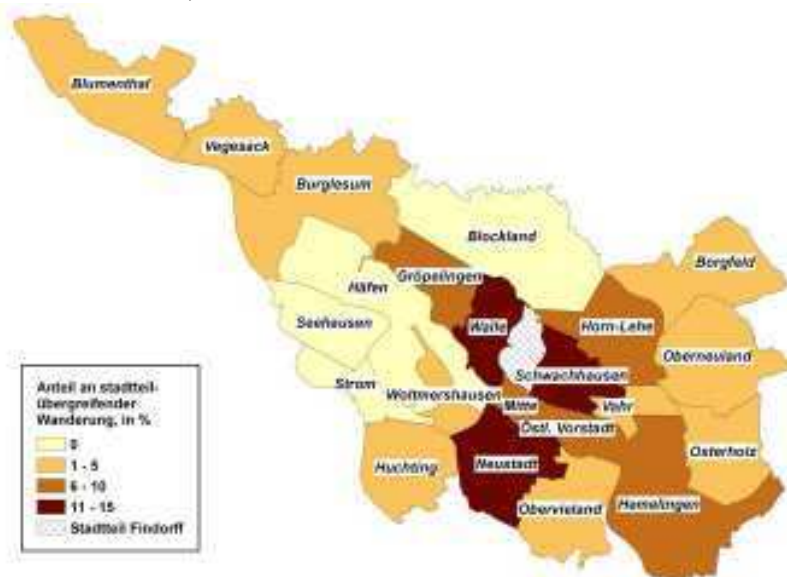 Blumenthal
Vegesack
Burglesum
Blockland
Borgfeld
Gröpelingen
Häfen
Walle
Horn-Lehe
Seehausen
Oberneuland
Schwachhausen
Strom
Woltmershausen
Mitte
Vahr
Östl. Vorstadt
Osterholz
Huchting
Neustadt
Obervieland
Hemelingen
Anteil an stadtteil-
übergreifender
Wanderung, in %
0
1 - 5
6 - 10
11 - 15
Stadtteil Findorff